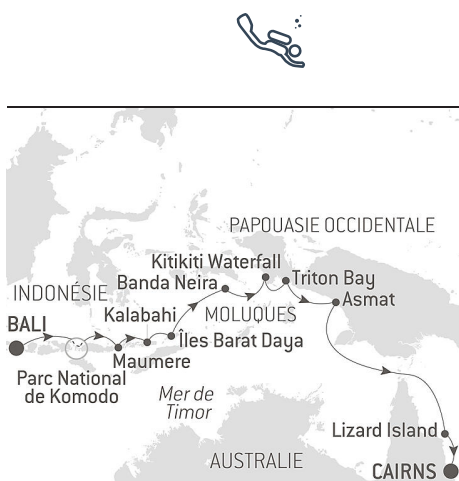 PAPOUASIE OCCIDENTALE
Kitikiti Waterfall
Triton Bay
Banda Neira
Asmat
INDONÉSIE
Kalabahi
MOLUQUES
BALI
Îles Barat Daya
Maumere
Parc National
de Komodo
Mer de
Timor
Lizard Island
AUSTRALIE
CAIRNS